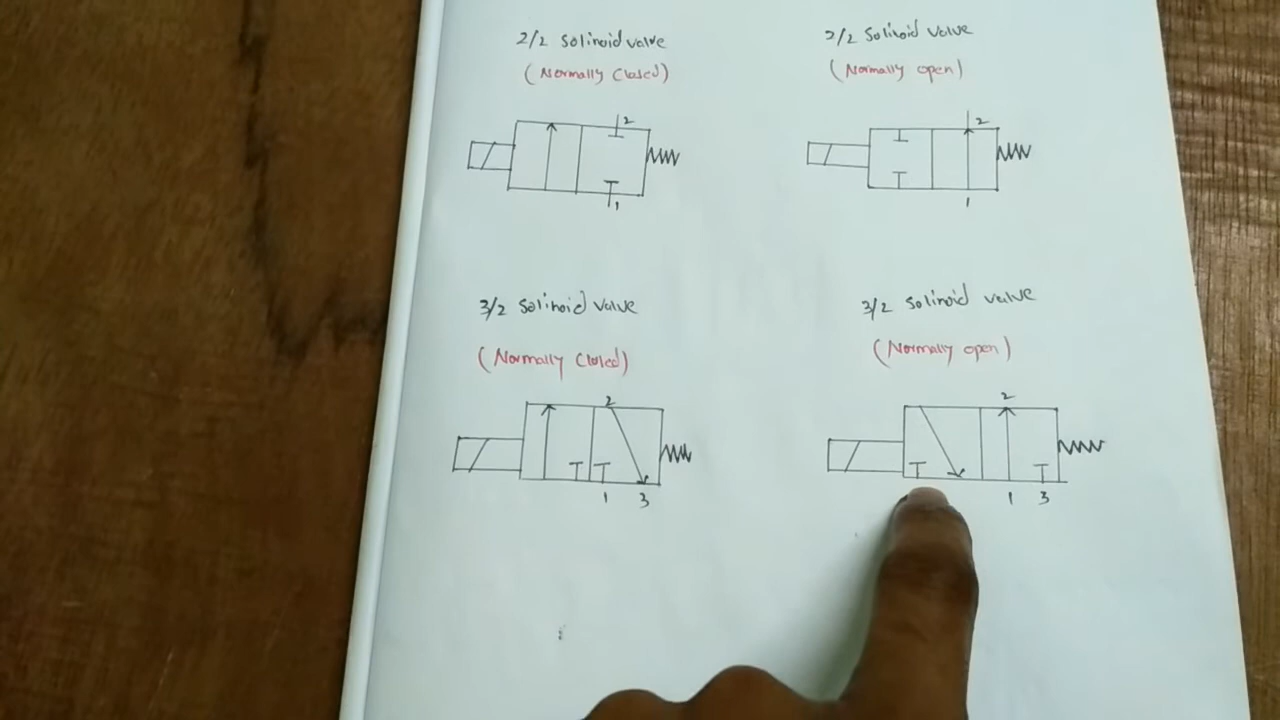 2/2 Solinoid valve
(Normally Closed)
2
1
2/2 Solinoid valve
(Normally open)
2
1
3/2 Solinoid valve
(Normally Closed)
2
1 3
3/2 Solinoid valve
(Normally open)
2
1 3